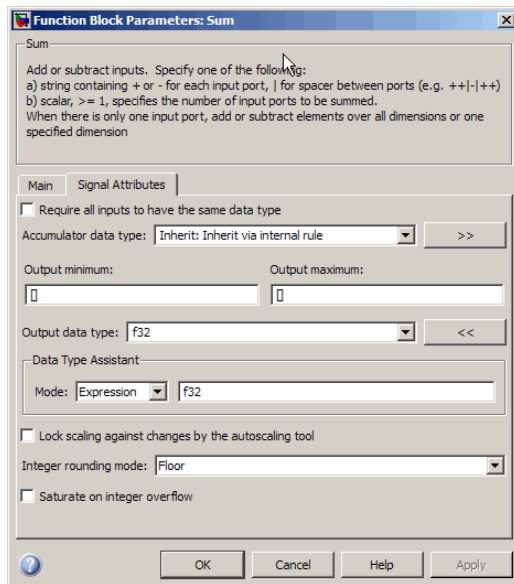 Function Block Parameters: Sum
Sum
Add or subtract inputs. Specify one of the following:
a) string containing + or - for each input port, | for spacer between ports (e.g. ++|-|++)
b) scalar, >= 1, specifies the number of input ports to be summed.
When there is only one input port, add or subtract elements over all dimensions or one
specified dimension
Main Signal Attributes
Require all inputs to have the same data type
Accumulator data type: Inherit: Inherit via internal rule >>
Output minimum: Output maximum:
[] []
Output data type: f32 <<
Data Type Assistant
Mode: Expression f32
Lock scaling against changes by the autoscaling tool
Integer rounding mode: Floor
Saturate on integer overflow
? OK Cancel Help Apply